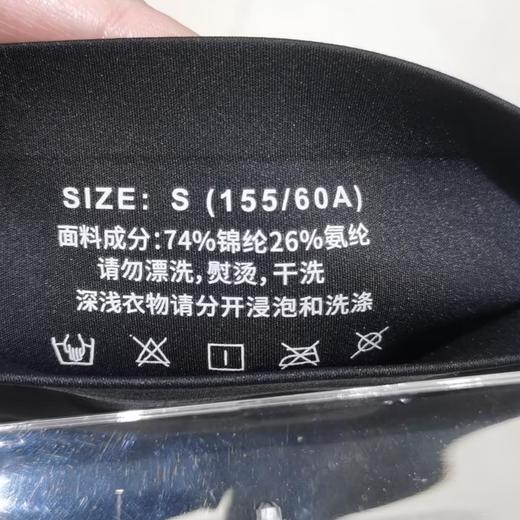 SIZE: S (155/60A)
面料成分:74%锦纶26%氨纶
请勿漂洗,熨烫,干洗
深浅衣物请分开浸泡和洗涤